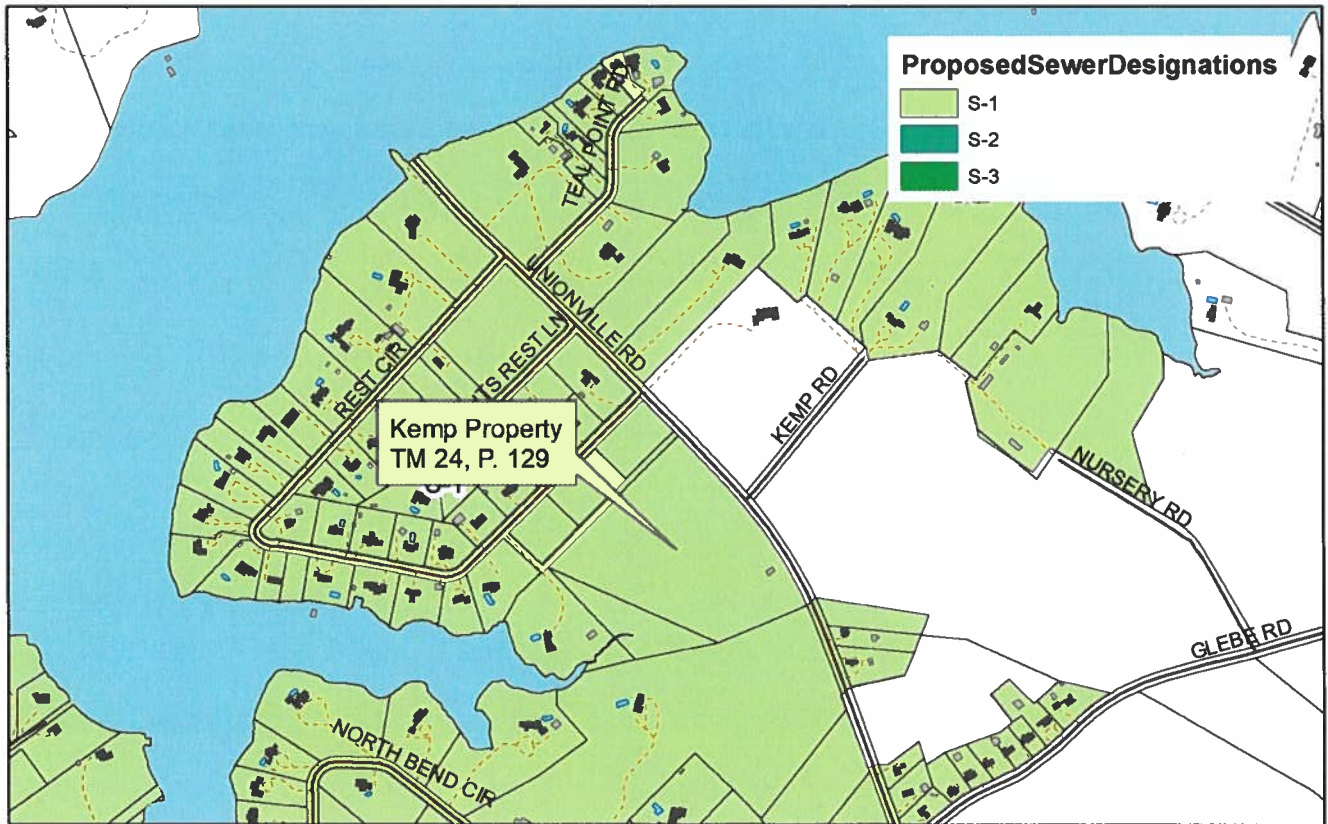 ProposedSewerDesignations
S-1
S-2
S-3
TEAL POINT RD
UNIONVILLE RD
REST CIR
TS REST LN
KEMP RD
Kemp Property
TM 24, P. 129
NURSERY RD
GLEBE RD
NORTH BEND CIR